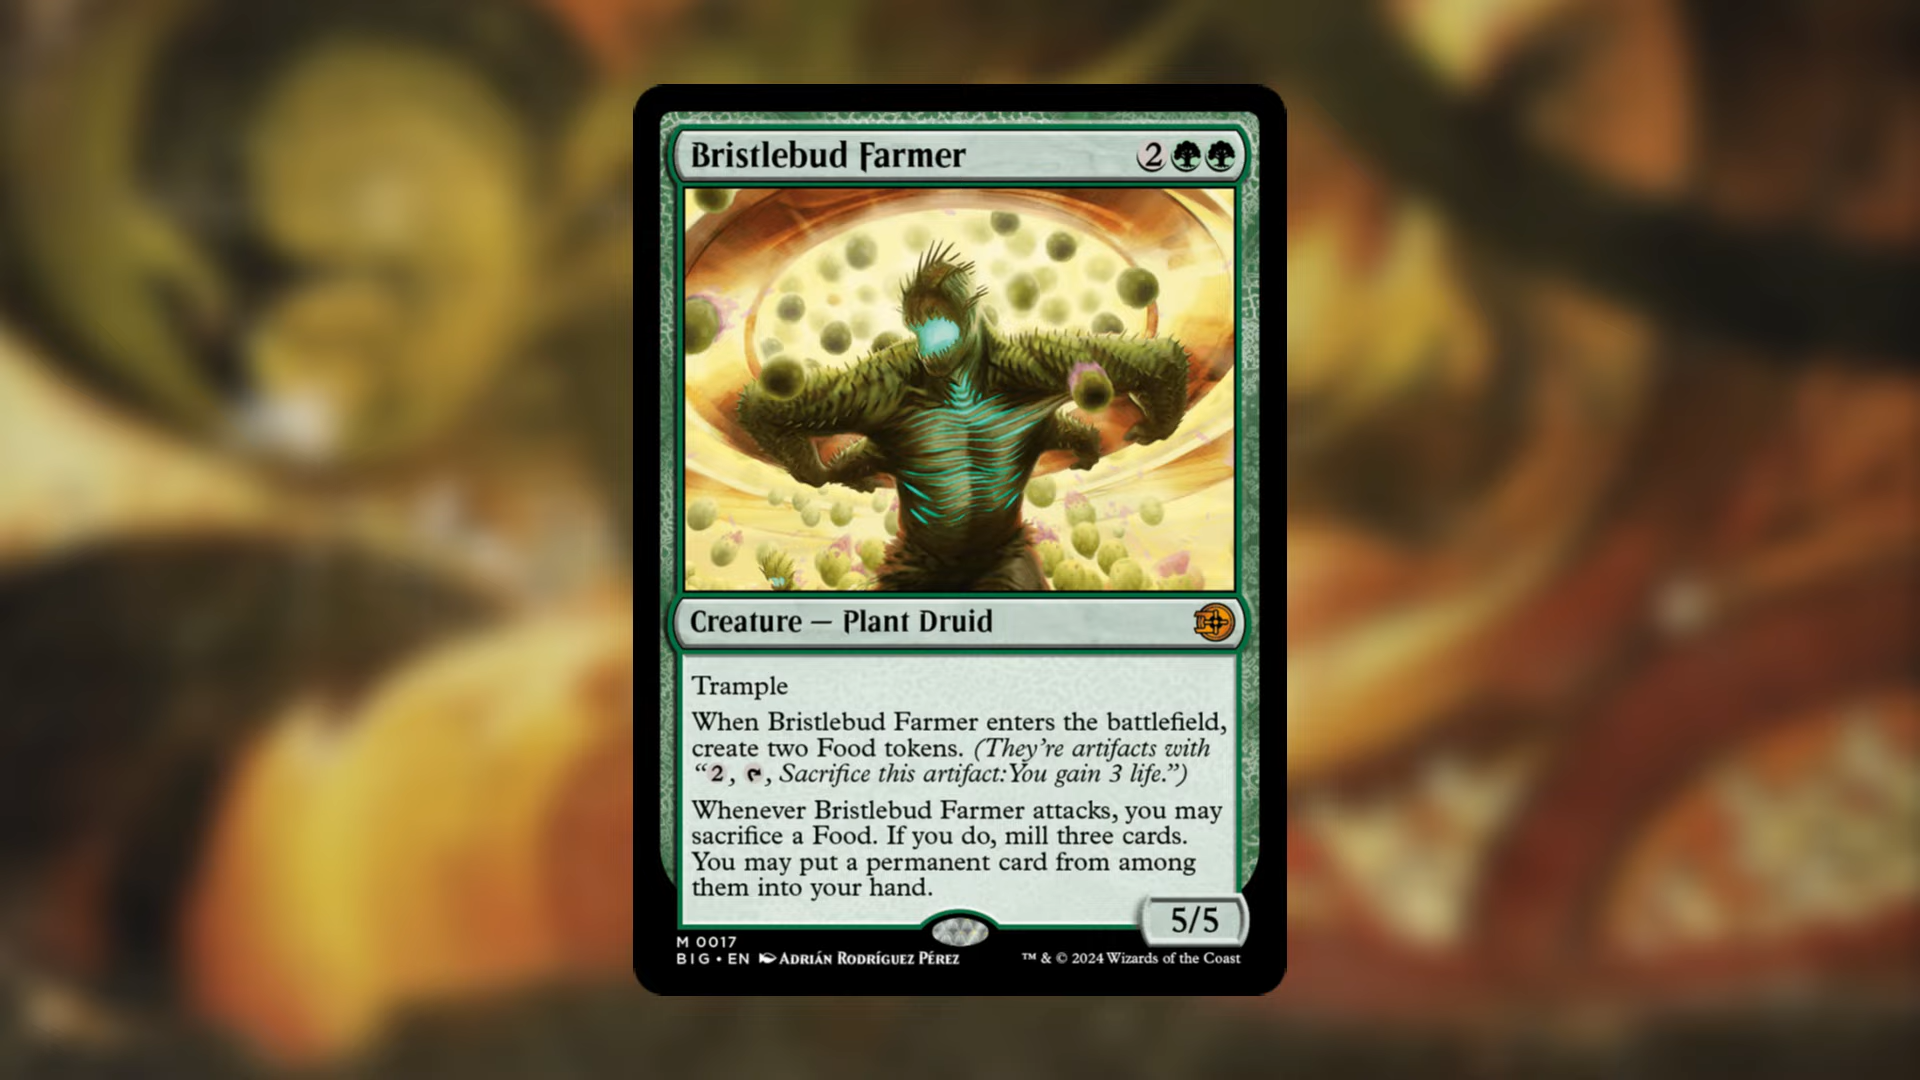 Bristlebud Farmer 2
Creature — Plant Druid
Trample
When Bristlebud Farmer enters the battlefield,
create two Food tokens. (They're artifacts with
“2, , Sacrifice this artifact:You gain 3 life.”)
Whenever Bristlebud Farmer attacks, you may
sacrifice a Food. If you do, mill three cards.
You may put a permanent card from among
them into your hand.
5/5
M 0017
BIG • EN ADRIÁN RODRÍGUEZ PÉREZ ™ & © 2024 Wizards of the Coast